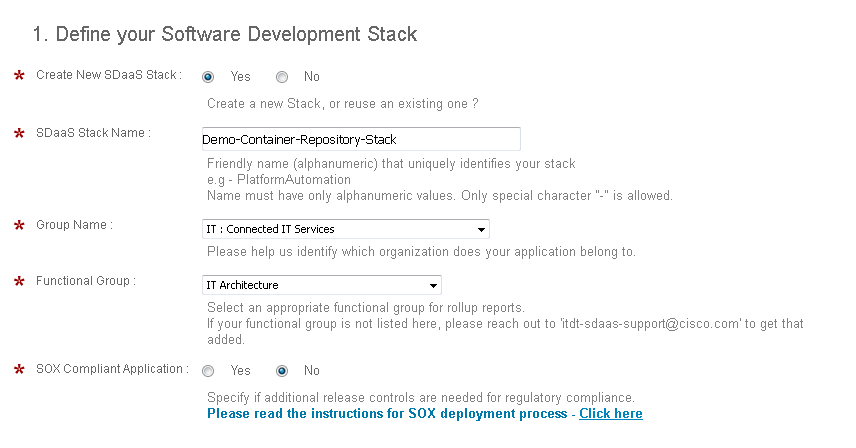 1. Define your Software Development Stack
* Create New SDaaS Stack : Yes No
Create a new Stack, or reuse an existing one ?
* SDaaS Stack Name : Demo-Container-Repository-Stack
Friendly name (alphanumeric) that uniquely identifies your stack
e.g - PlatformAutomation
Name must have only alphanumeric values. Only special character "-" is allowed.
* Group Name : IT : Connected IT Services
Please help us identify which organization does your application belong to.
* Functional Group : IT Architecture
Select an appropriate functional group for rollup reports.
If your functional group is not listed here, please reach out to 'itdt-sdaas-support@cisco.com' to get that
added.
* SOX Compliant Application : Yes No
Specify if additional release controls are needed for regulatory compliance.
Please read the instructions for SOX deployment process - Click here